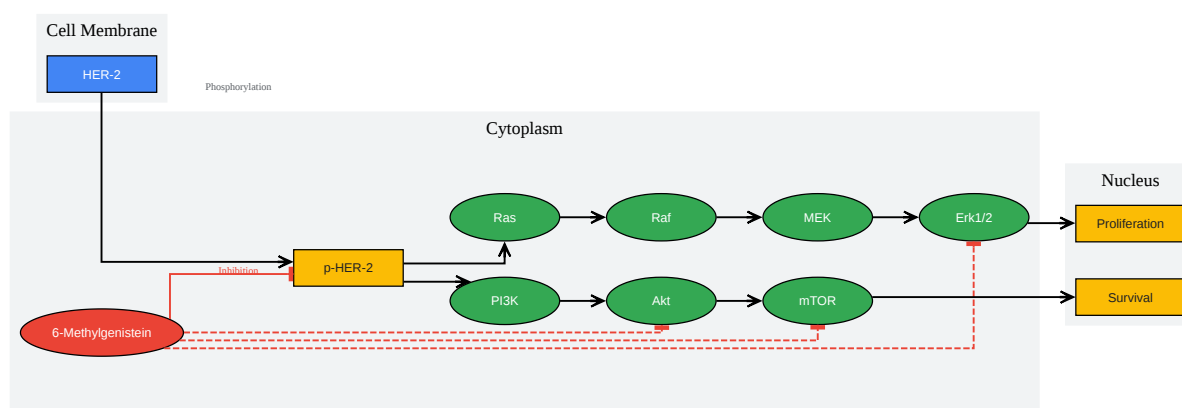 Cell Membrane
HER-2
Phosphorylation
Cytoplasm
Nucleus
Ras
Raf
MEK
Erk1/2
Proliferation
p-HER-2
Inhibition
PI3K
Akt
mTOR
Survival
6-Methylgenistein